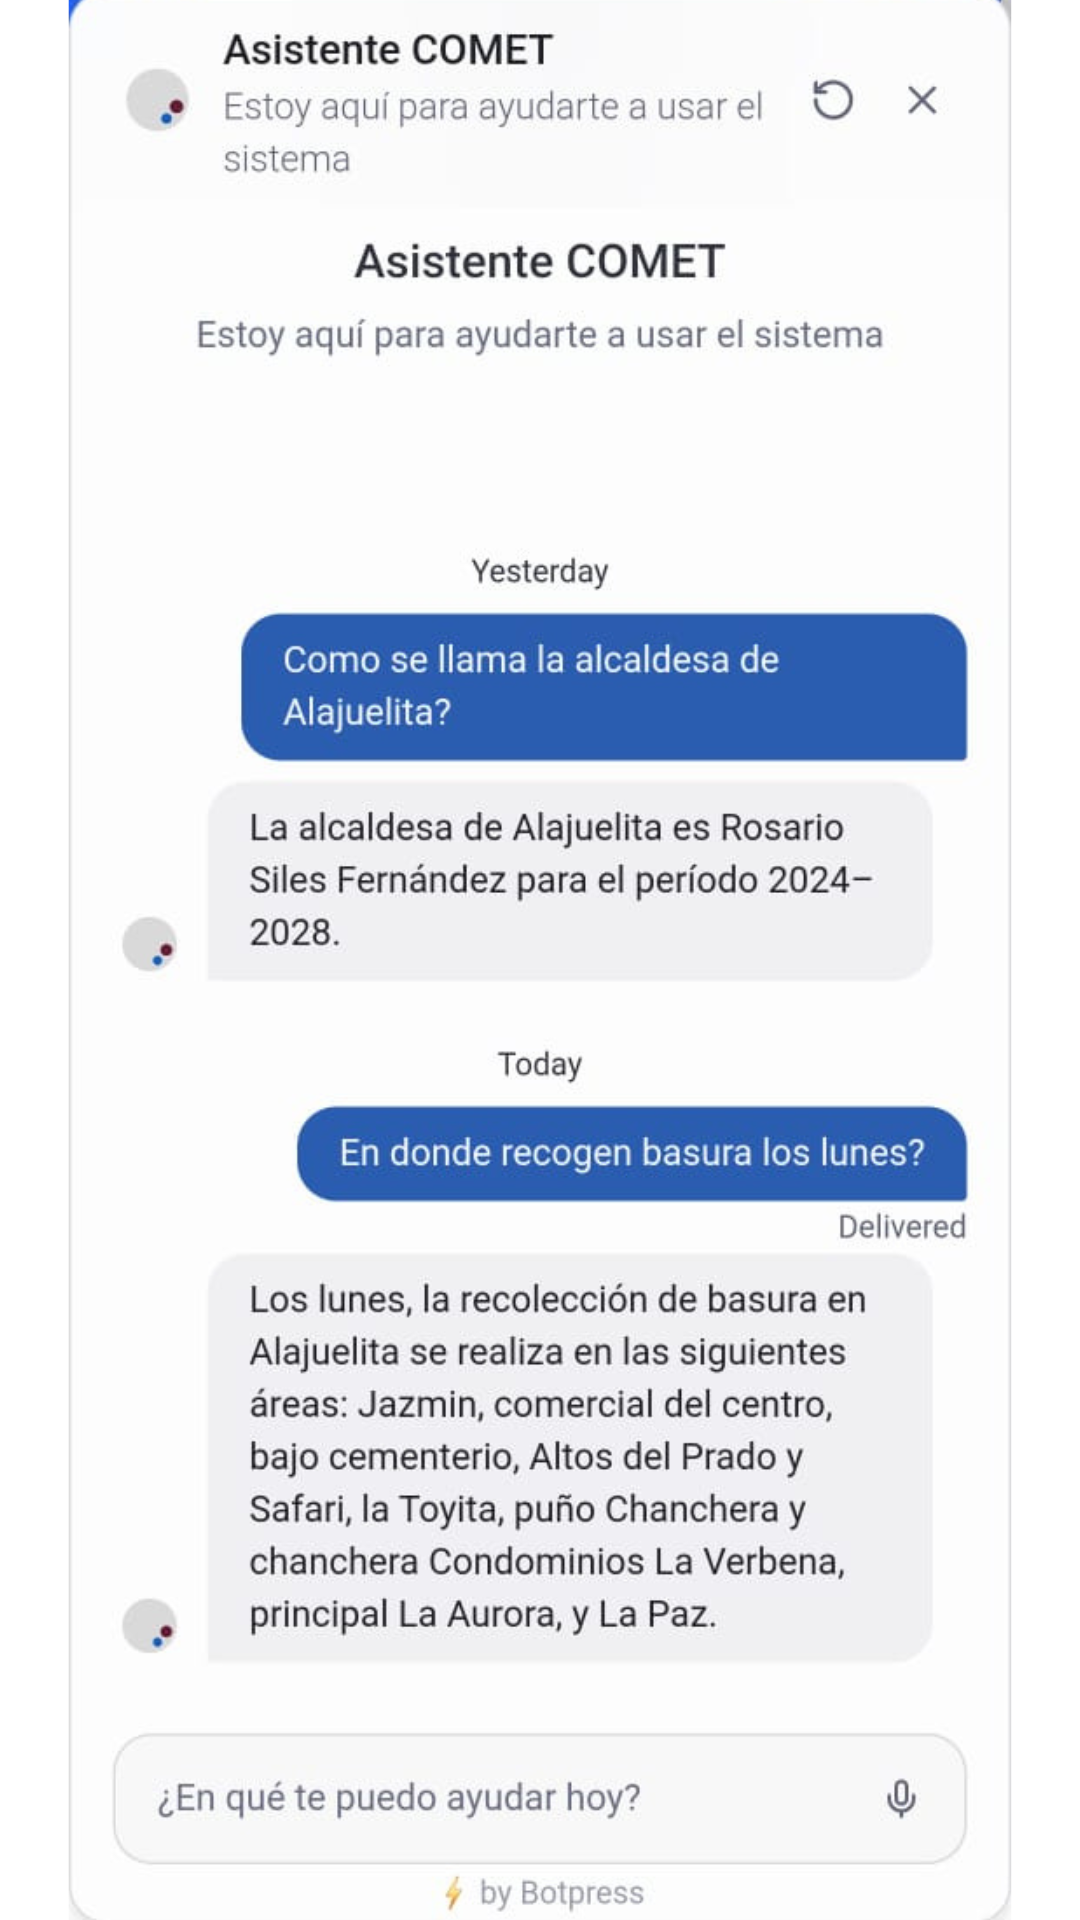 Asistente COMET
Estoy aquí para ayudarte a usar el
sistema
Asistente COMET
Estoy aquí para ayudarte a usar el sistema
Yesterday
Como se llama la alcaldesa de
Alajuelita?
La alcaldesa de Alajuelita es Rosario
Siles Fernández para el período 2024–
2028.
Today
En donde recogen basura los lunes?
Delivered
Los lunes, la recolección de basura en
Alajuelita se realiza en las siguientes
áreas: Jazmin, comercial del centro,
bajo cementerio, Altos del Prado y
Safari, la Toyita, puño Chanchera y
chanchera Condominios La Verbena,
principal La Aurora, y La Paz.
¿En qué te puedo ayudar hoy?
⚡ by Botpress